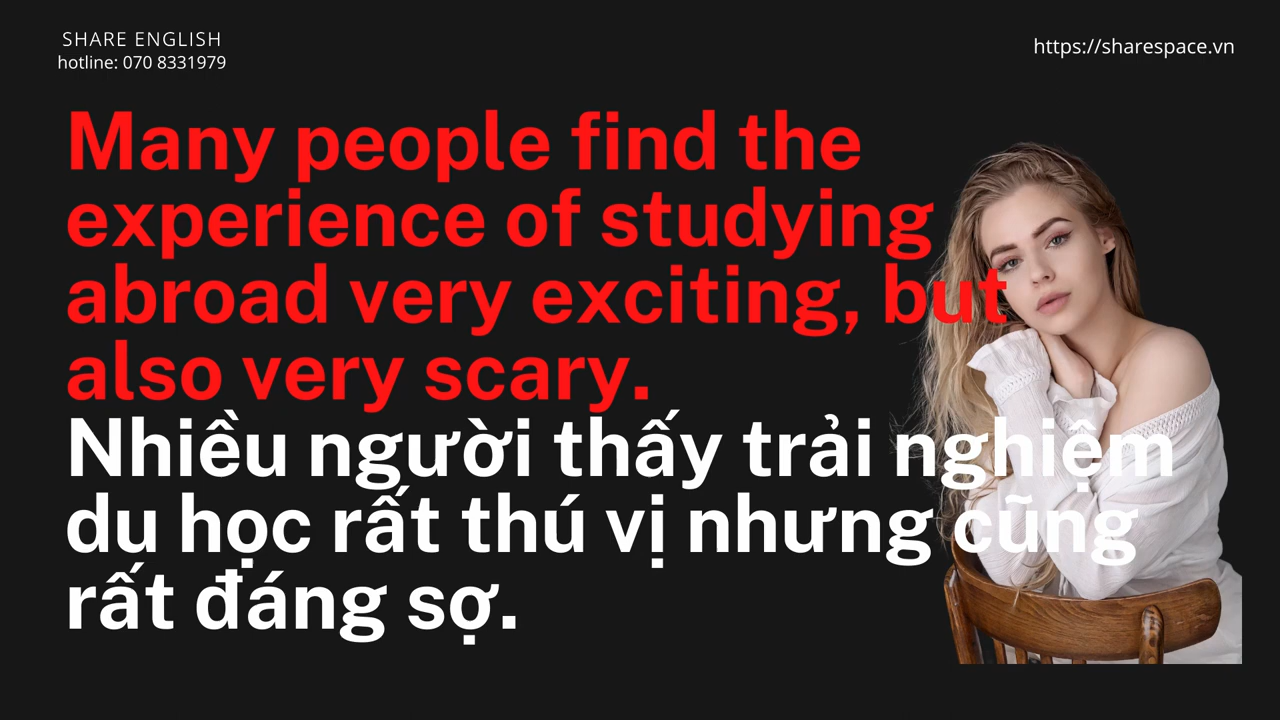 SHARE ENGLISH
hotline: 070 8331979
https://sharespace.vn
Many people find the
experience of studying
abroad very exciting, but
also very scary.
Nhiều người thấy trải nghiệm
du học rất thú vị nhưng cũng
rất đáng sợ.